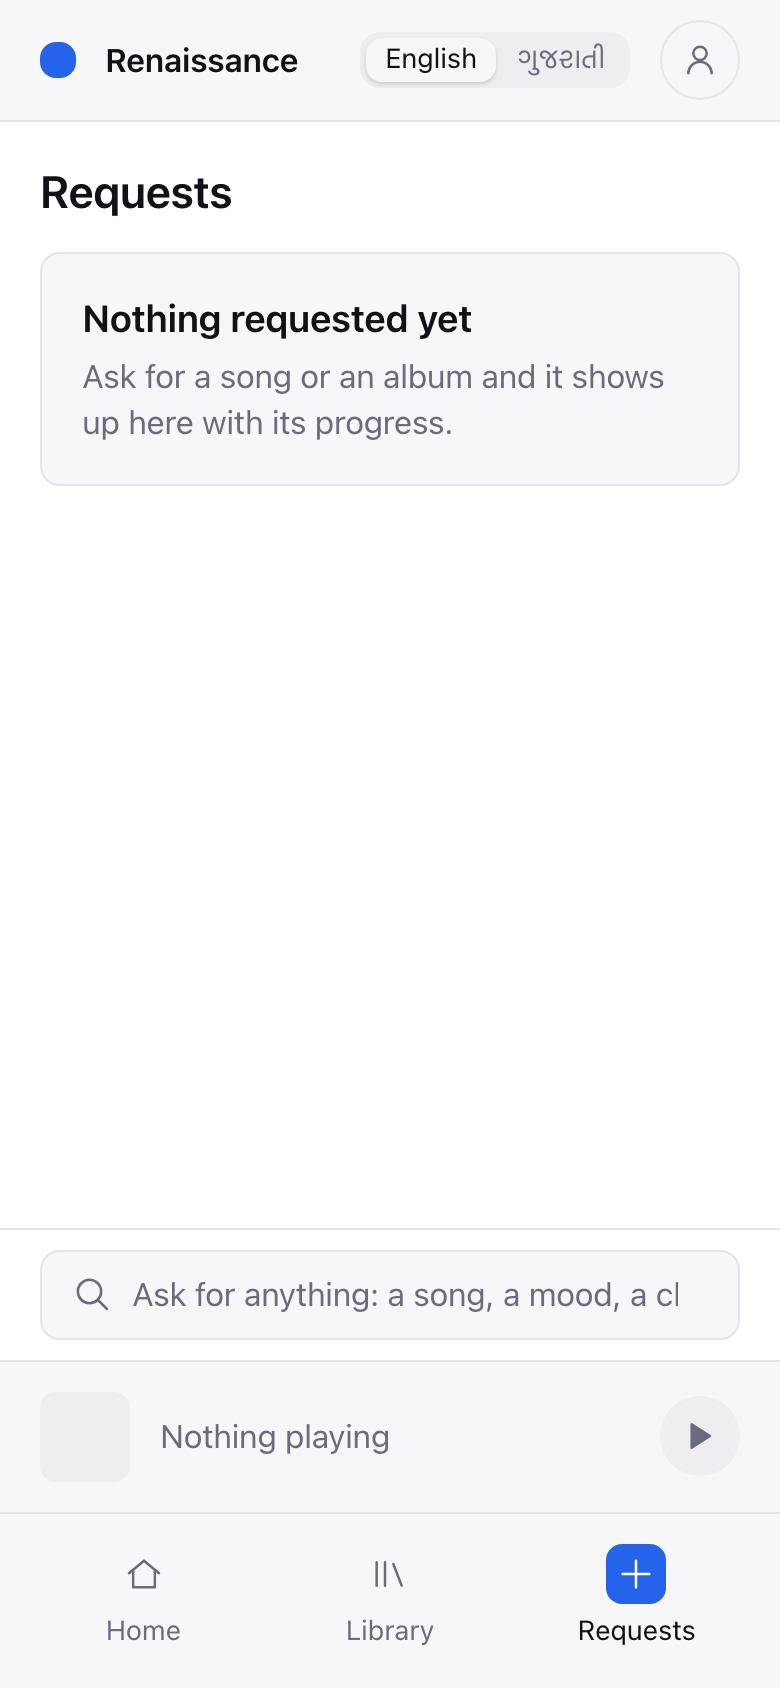 Renaissance
English
ગુજરાતી
Requests
Nothing requested yet
Ask for a song or an album and it shows
up here with its progress.
Ask for anything: a song, a mood, a
Nothing playing
Home
Library
Requests